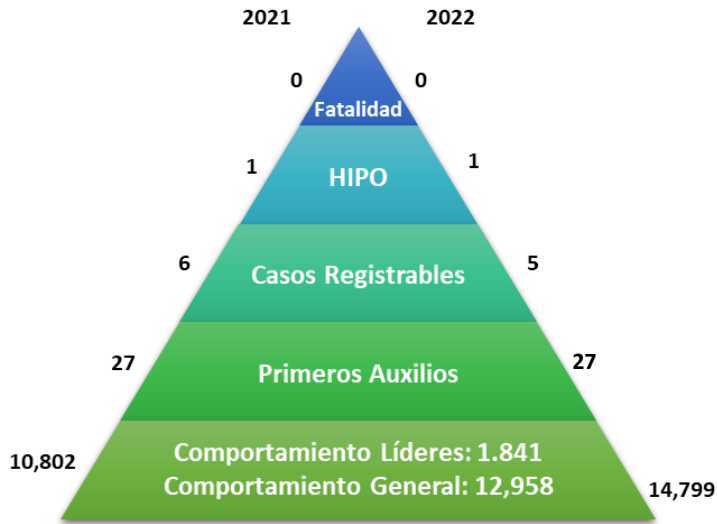 2021 2022
0 0
Fatalidad
1 1
HIPO
6 5
Casos Registrables
27 27
Primeros Auxilios
Comportamiento Líderes: 1.841
10,802
Comportamiento General: 12,958
14,799